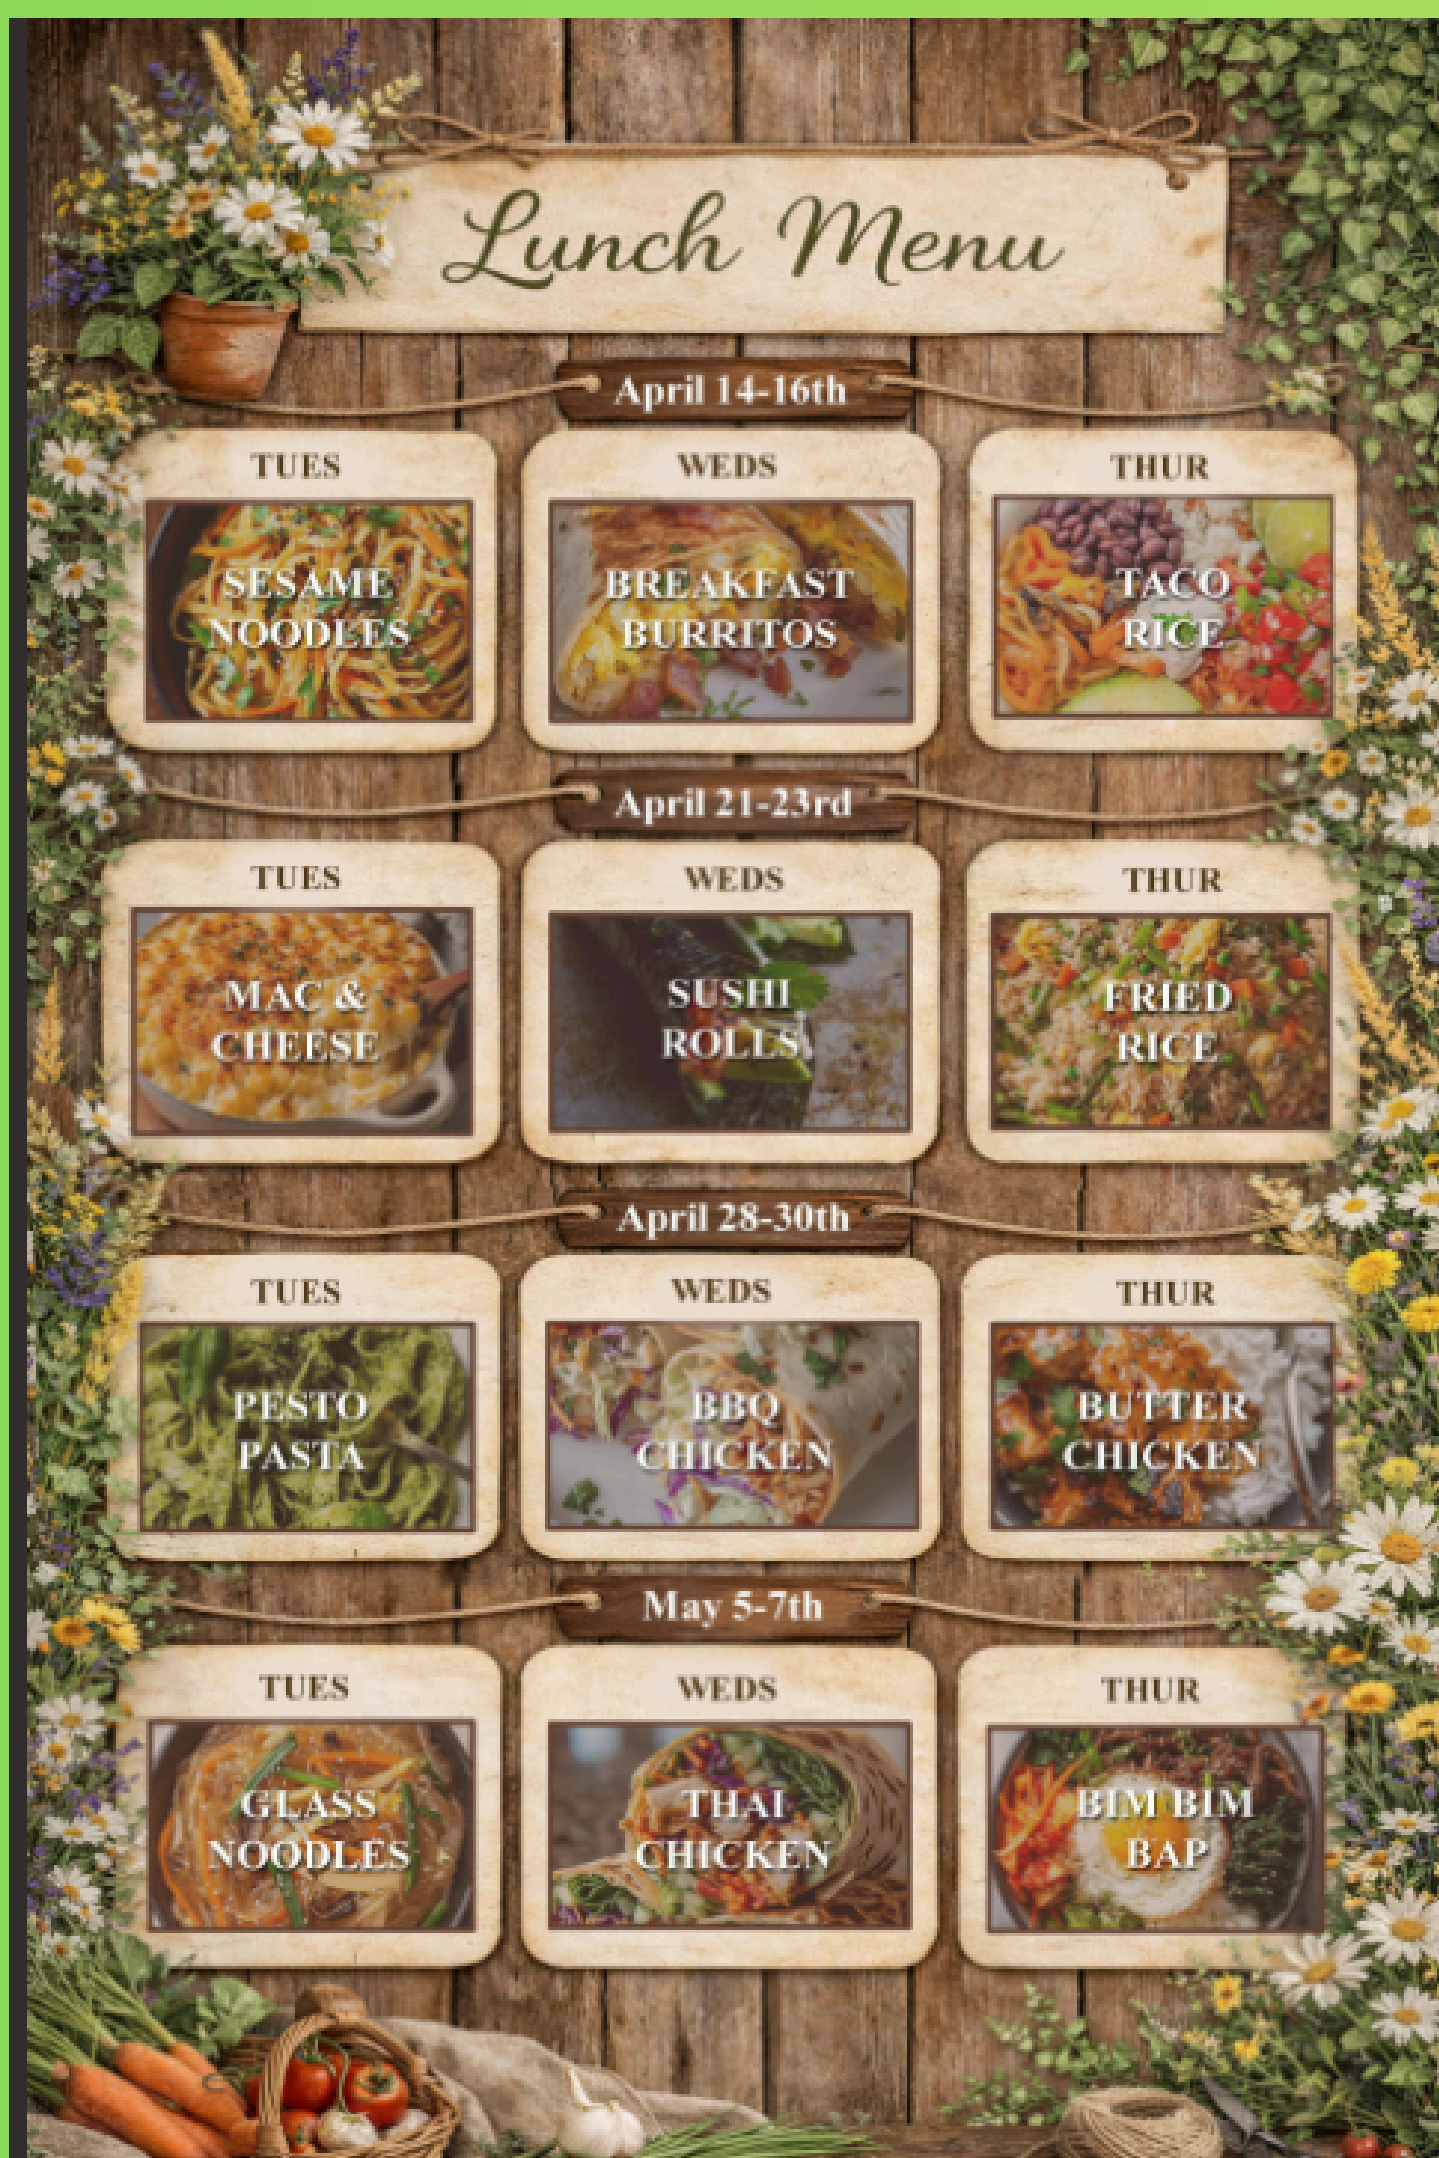 Lunch Menu
April 14-16th
TUES
WEDS
THUR
SESAME
NOODLES
BREAKFAST
BURRITOS
TACO
RICE
April 21-23rd
TUES
WEDS
THUR
MAC &
CHEESE
SUSHI
ROLLS
FRIED
RICE
April 28-30th
TUES
WEDS
THUR
PESTO
PASTA
BBQ
CHICKEN
BUTTER
CHICKEN
May 5-7th
TUES
WEDS
THUR
GLASS
NOODLES
THAI
CHICKEN
BIM BIM
BAP